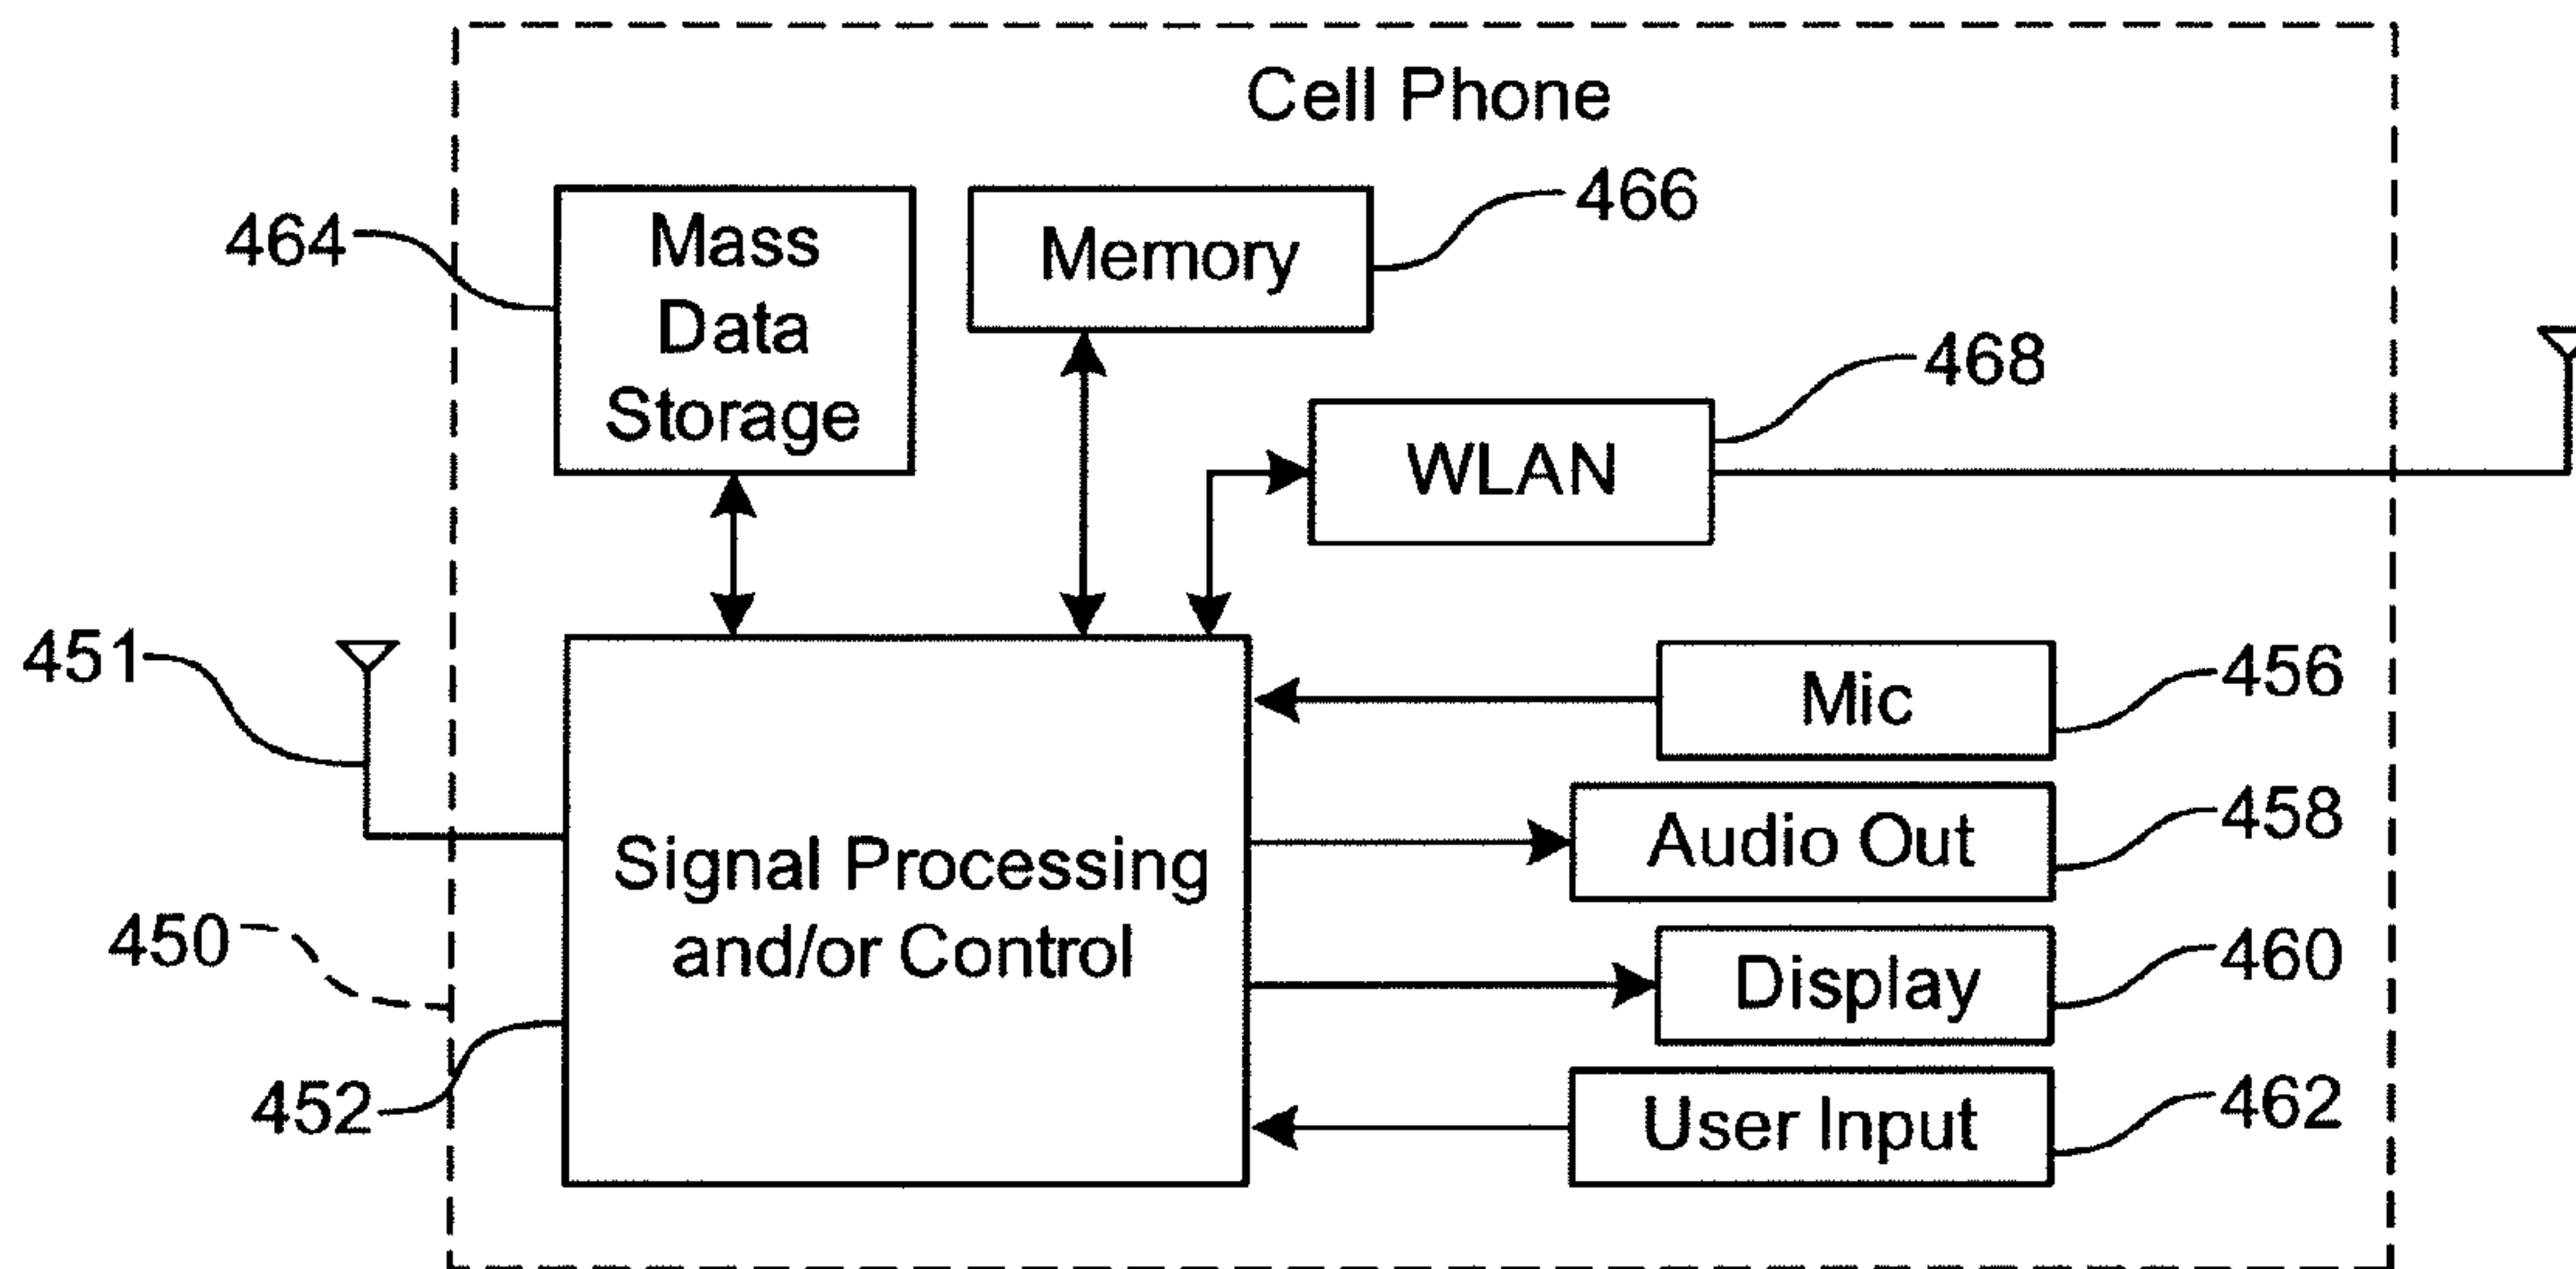 Cell Phone
464
Mass
Data
Storage
Memory
466
WLAN
468
451
Signal Processing
and/or Control
Mic
456
Audio Out
458
450
Display
460
452
User Input
462